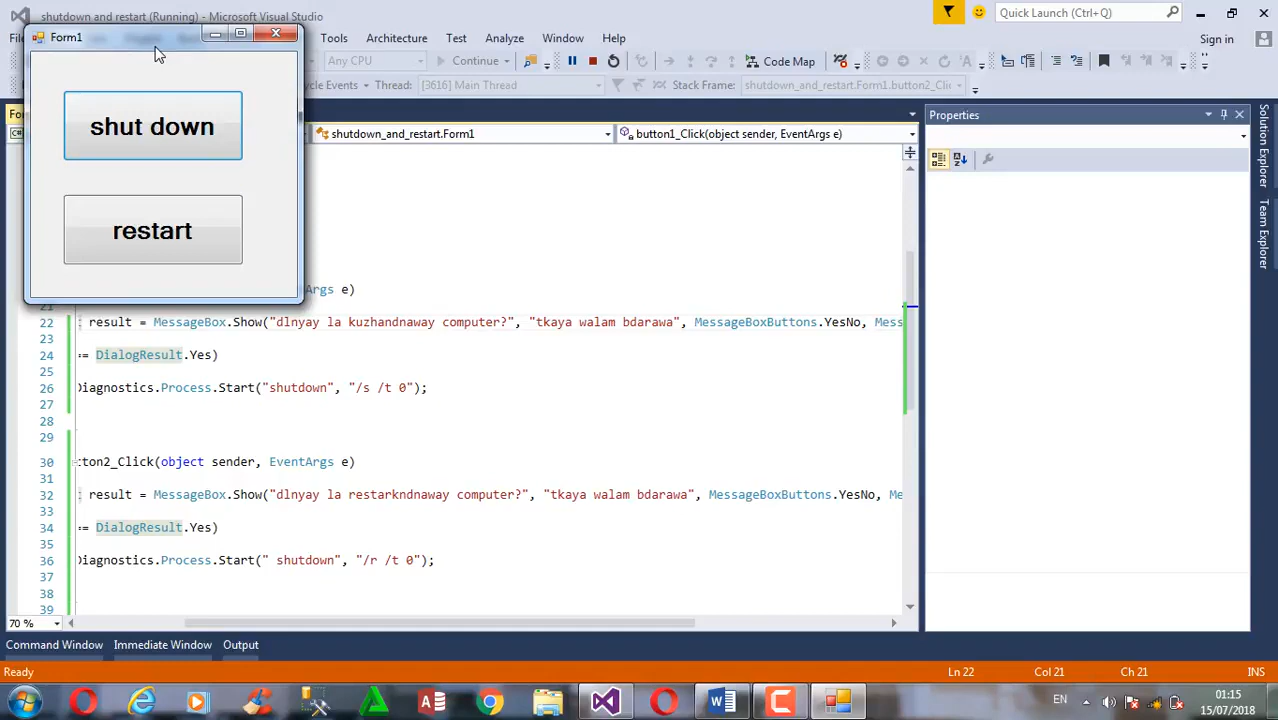 shutdown and restart (Running) - Microsoft Visual Studio
Quick Launch (Ctrl+Q)
Form1
Tools Architecture Test Analyze Window Help
Sign in
Any CPU Continue Code Map
Thread: [3616] Main Thread Stack Frame: shutdown_and_restart.Form1.button2_Cli
shut down
restart
shutdown_and_restart.Form1 button1_Click(object sender, EventArgs e)
Properties
Solution Explorer
Team Explorer
Args e)
21
22 result = MessageBox.Show("dlnyay la kuzhandnaway computer?", "tkaya walam bdarawa", MessageBoxButtons.YesNo, Mess
23
24 == DialogResult.Yes)
25
26 Diagnostics.Process.Start("shutdown", "/s /t 0");
27
28
29
30 tton2_Click(object sender, EventArgs e)
31
32 result = MessageBox.Show("dlnyay la restarkndnaway computer?", "tkaya walam bdarawa", MessageBoxButtons.YesNo, Me
33
34 == DialogResult.Yes)
35
36 Diagnostics.Process.Start(" shutdown", "/r /t 0");
37
38
39
70 %
Command Window Immediate Window Output
Ready Ln 22 Col 21 Ch 21 INS
EN
01:15
15/07/2018